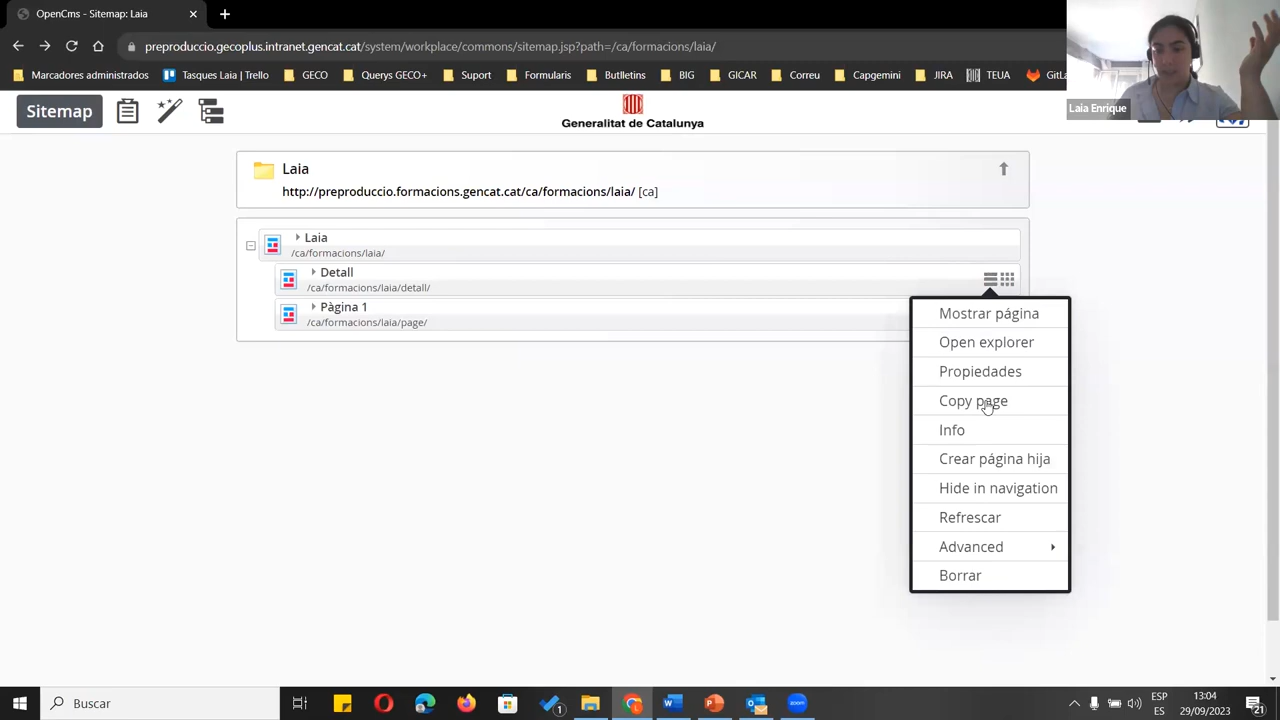 OpenCms - Sitemap: Laia
preproduccio.gecoplus.intranet.gencat.cat/system/workplace/commons/sitemap.jsp?path=/ca/formacions/laia/
Marcadores administrados
Tasques Laia | Trello
GECO
Querys Geco+
Suport
Formularis
Butlletins
BIG
GICAR
Correu
Capgemini
JIRA
TEUA
GitLa
Laia Enrique
Sitemap
Generalitat de Catalunya
Laia
http://preproduccio.formacions.gencat.cat/ca/formacions/laia/ [ca]
Laia
/ca/formacions/laia/
Detall
/ca/formacions/laia/detall/
Pàgina 1
/ca/formacions/laia/page/
Mostrar página
Open explorer
Propiedades
Copy page
Info
Crear página hija
Hide in navigation
Refrescar
Advanced
Borrar
Buscar
1
zoom
ESP
ES
13:04
29/09/2023
21